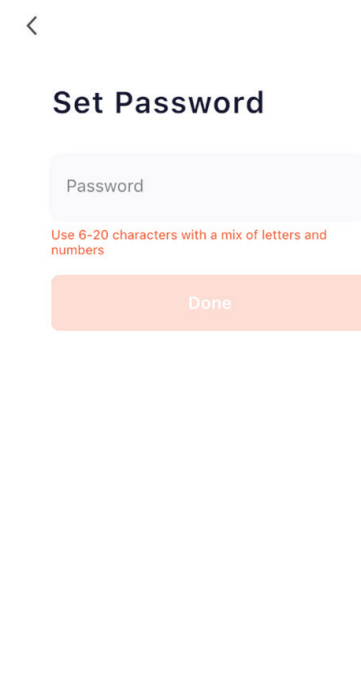 Set Password
Password
Use 6-20 characters with a mix of letters and
numbers
Done